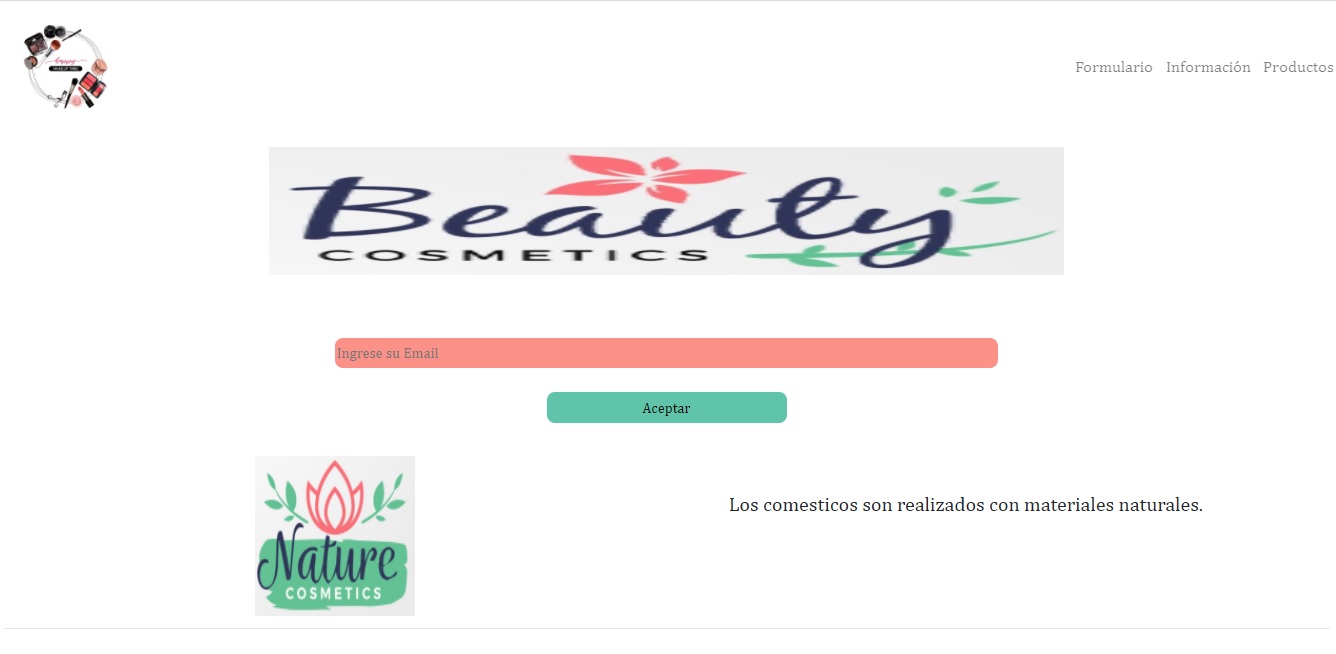 Formulario Información Productos
Beauty
COSMETICS
Ingrese su Email
Aceptar
Los comesticos son realizados con materiales naturales.
Nature
COSMETICS